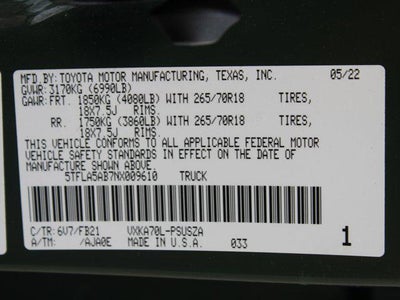 MFD.BY: TOYOTA MOTOR MANUFACTURING, TEXAS, INC. 05/22
GVWR: 3170KG (6990LB)
GAWR: FRT. 1850KG (4080LB) WITH 265/70R18 TIRES,
18X7.5J RIMS
RR. 1750KG (3860LB) WITH 265/70R18 TIRES,
18X7.5J RIMS
THIS VEHICLE CONFORMS TO ALL APPLICABLE FEDERAL MOTOR
VEHICLE SAFETY STANDARDS IN EFFECT ON THE DATE OF
MANUFACTURE SHOWN ABOVE.
5TFLA5AB7NX009610 TRUCK
C/TR: 6V7/FB21 VXKA70L-PSUSZA
A/TM: /AJA0E MADE IN U.S.A. 033 1